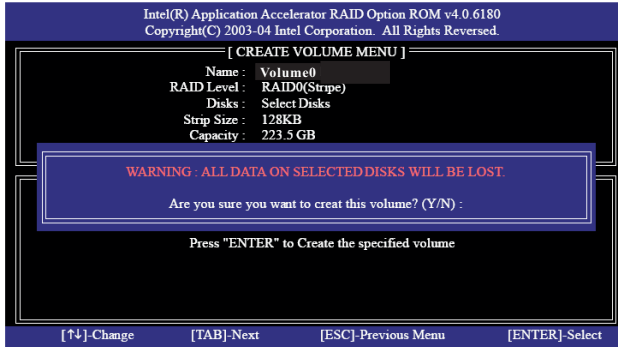 Intel(R) Application Accelerator RAID Option ROM v4.0.6180
Copyright(C) 2003-04 Intel Corporation. All Rights Reversed.
[ CREATE VOLUME MENU ]
Name : Volume0
RAID Level : RAID0(Stripe)
Disks : Select Disks
Strip Size : 128KB
Capacity : 223.5 GB
WARNING : ALL DATA ON SELECTED DISKS WILL BE LOST.
Are you sure you want to creat this volume? (Y/N) :
Press "ENTER" to Create the specified volume
[↑↓]-Change [TAB]-Next [ESC]-Previous Menu [ENTER]-Select